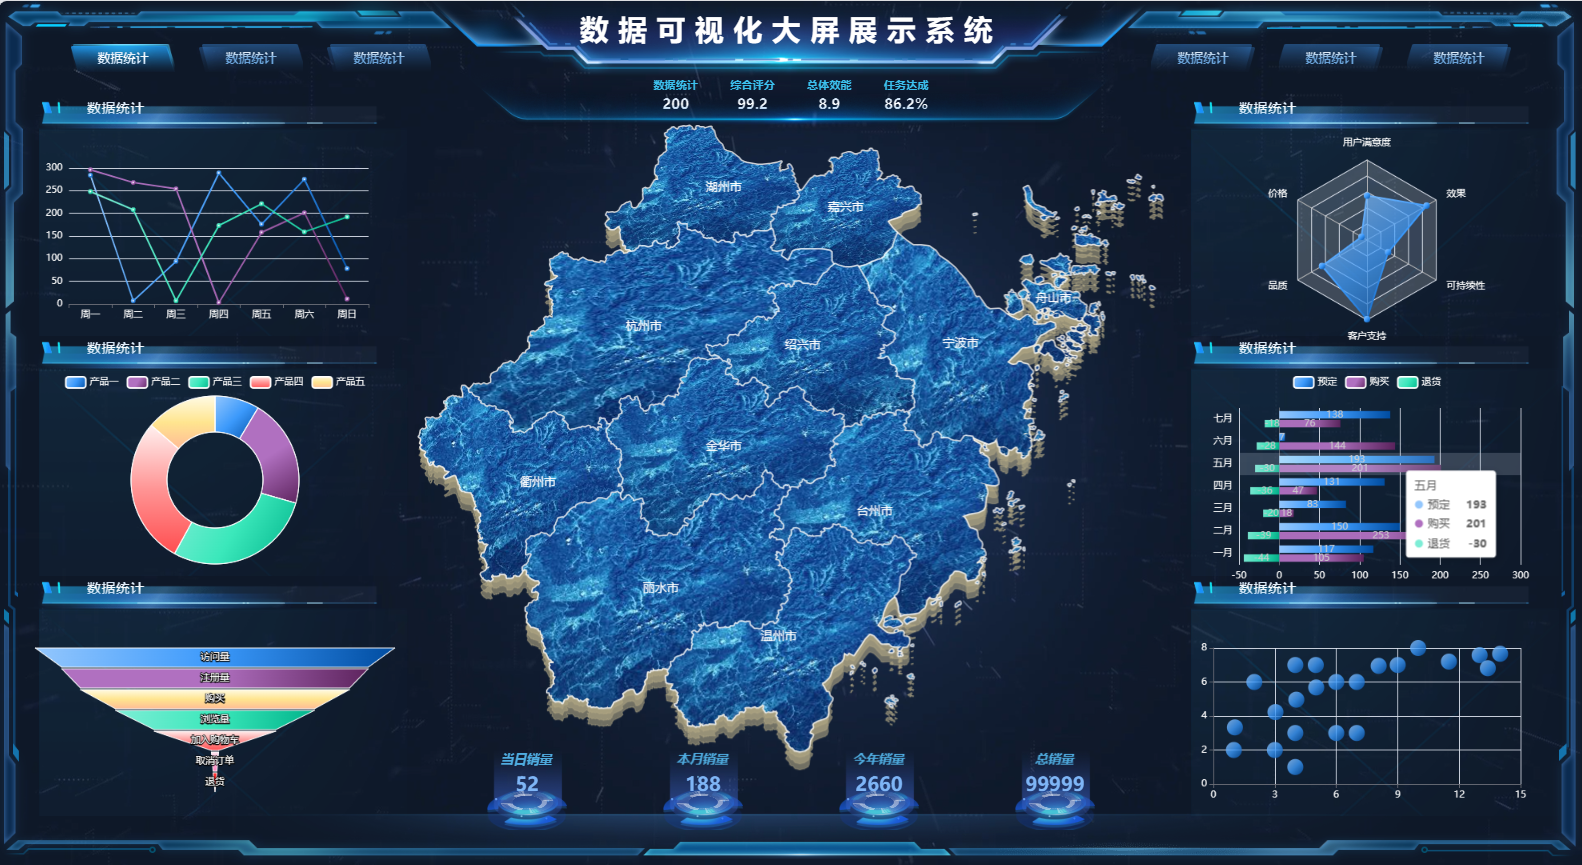 数据可视化大屏展示系统
数据统计 数据统计 数据统计
数据统计 数据统计 数据统计
数据统计 综合评分 总体效能 任务达成
200 99.2 8.9 86.2%
数据统计
300
250
200
150
100
50
0
周一 周二 周三 周四 周五 周六 周日
数据统计
产品一 产品二 产品三 产品四 产品五
数据统计
访问量
注册量
购买
浏览量
加入购物车
取消订单
退货
湖州市
嘉兴市
杭州市
绍兴市
宁波市
舟山市
金华市
衢州市
台州市
丽水市
温州市
当日销量 本月销量 今年销量 总销量
52 188 2660 99999
数据统计
用户满意度
价格 效果
品质 可持续性
客户支持
数据统计
预定 购买 退货
七月 138
-18 76
六月
-28 144
五月 193
-30 201
四月 131
-36 47
三月 83
-20 18
二月 150
-39 253
一月 117
-44 105
-50 0 50 100 150 200 250 300
五月
预定 193
购买 201
退货 -30
数据统计
8
6
4
2
0
0 3 6 9 12 15